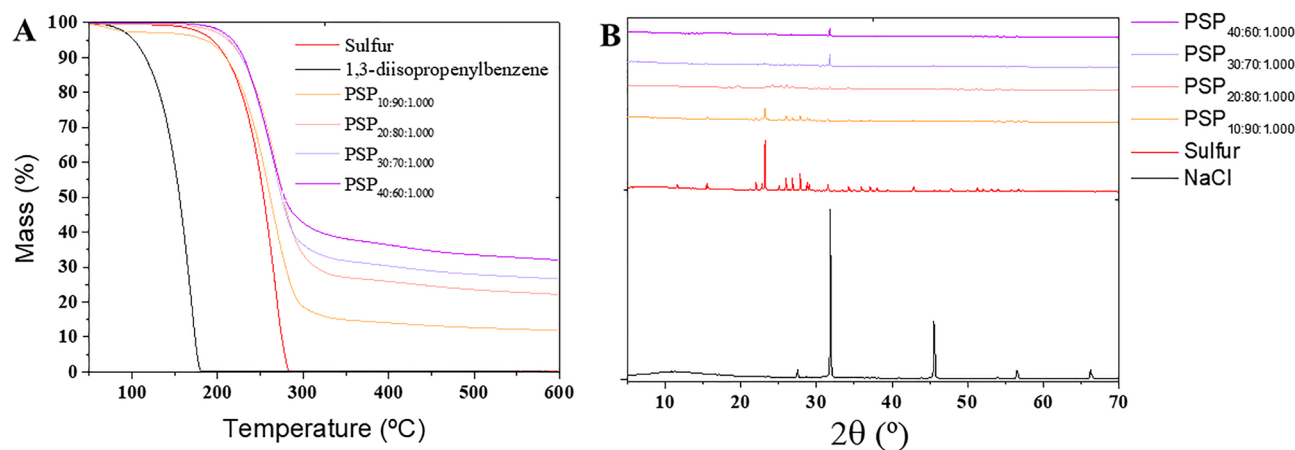 A
100
90
80
70
60
50
40
30
20
10
0
Mass (%)
100
200
300
400
500
600
Temperature (ºC)
Sulfur
1,3-diisopropenylbenzene
PSP10:90:1.000
PSP20:80:1.000
PSP30:70:1.000
PSP40:60:1.000
B
10
20
30
40
50
60
70
2θ (º)
PSP40:60:1.000
PSP30:70:1.000
PSP20:80:1.000
PSP10:90:1.000
Sulfur
NaCl